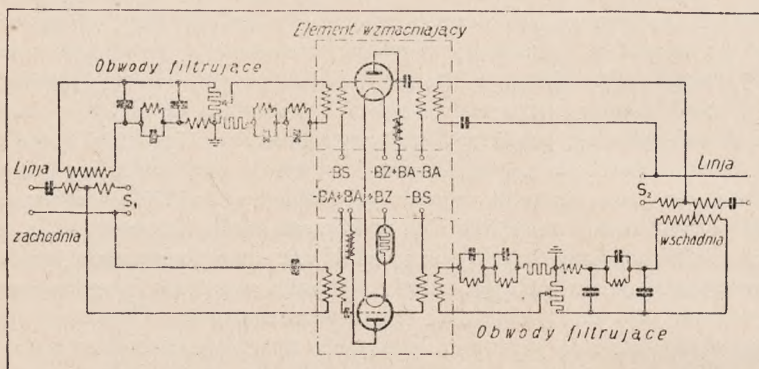 Element wzmacniający
Obwody filtrujące
Linja
S₁
zachodnia
-BS -BZ+BA-BA
-BA+BA+BZ -BS
Linja
S₂
wschodnia
Obwody filtrujące